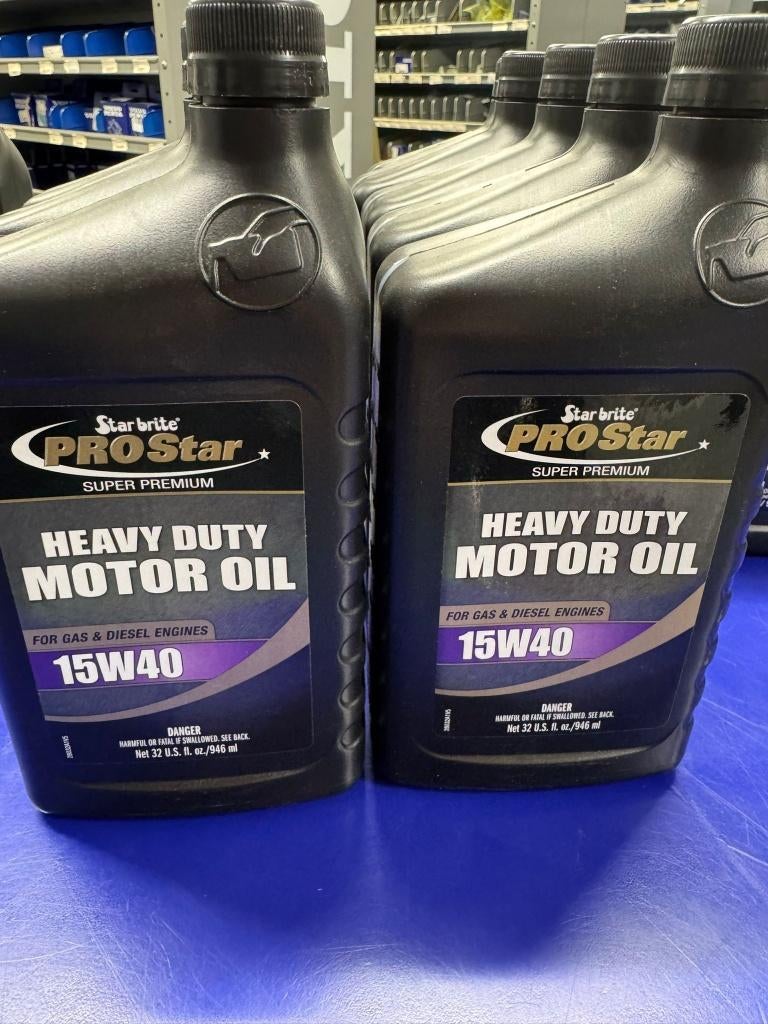 Star brite®
PROStar
SUPER PREMIUM
HEAVY DUTY
MOTOR OIL
FOR GAS & DIESEL ENGINES
15W40
DANGER
HARMFUL OR FATAL IF SWALLOWED. SEE BACK.
Net 32 U.S. fl. oz./946 ml
Star brite®
PROStar
SUPER PREMIUM
HEAVY DUTY
MOTOR OIL
FOR GAS & DIESEL ENGINES
15W40
DANGER
HARMFUL OR FATAL IF SWALLOWED. SEE BACK.
Net 32 U.S. fl. oz./946 ml